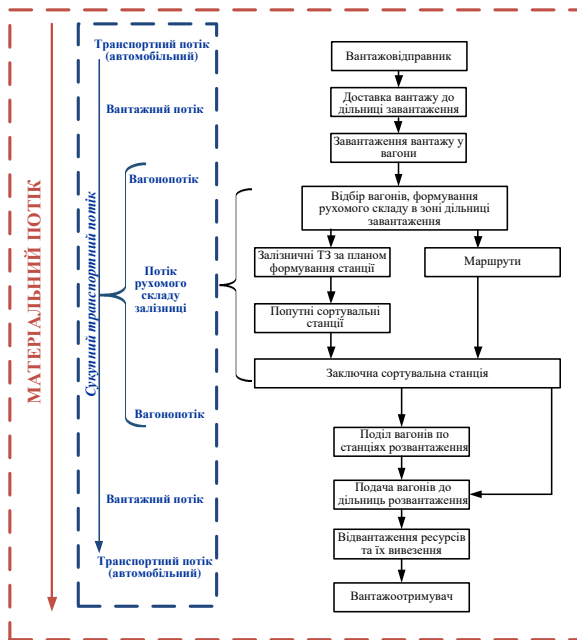 МАТЕРІАЛЬНИЙ ПОТІК
Сукупний транспортний потік
Транспортний потік
(автомобільний)
Вантажний потік
Вагонопотік
Потік
рухомого
складу
залізниці
Вагонопотік
Вантажний потік
Транспортний потік
(автомобільний)
Вантажовідправник
Доставка вантажу до
дільниці завантаження
Завантаження вантажу у
вагони
Відбір вагонів, формування
рухомого складу в зоні дільниці
завантаження
Залізничні ТЗ за планом
формування станції
Маршрути
Попутні сортувальні
станції
Заключна сортувальна станція
Поділ вагонів по
станціях розвантаження
Подача вагонів до
дільниць розвантаження
Відвантаження ресурсів
та їх вивезення
Вантажоотримувач